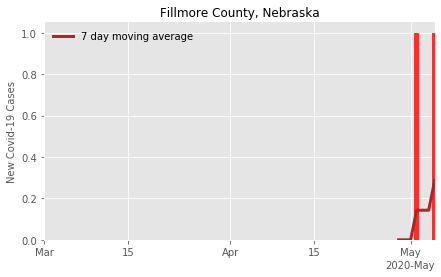 Fillmore County, Nebraska
7 day moving average
New Covid-19 Cases
1.0
0.8
0.6
0.4
0.2
0.0
Mar
15
Apr
15
May
2020-May